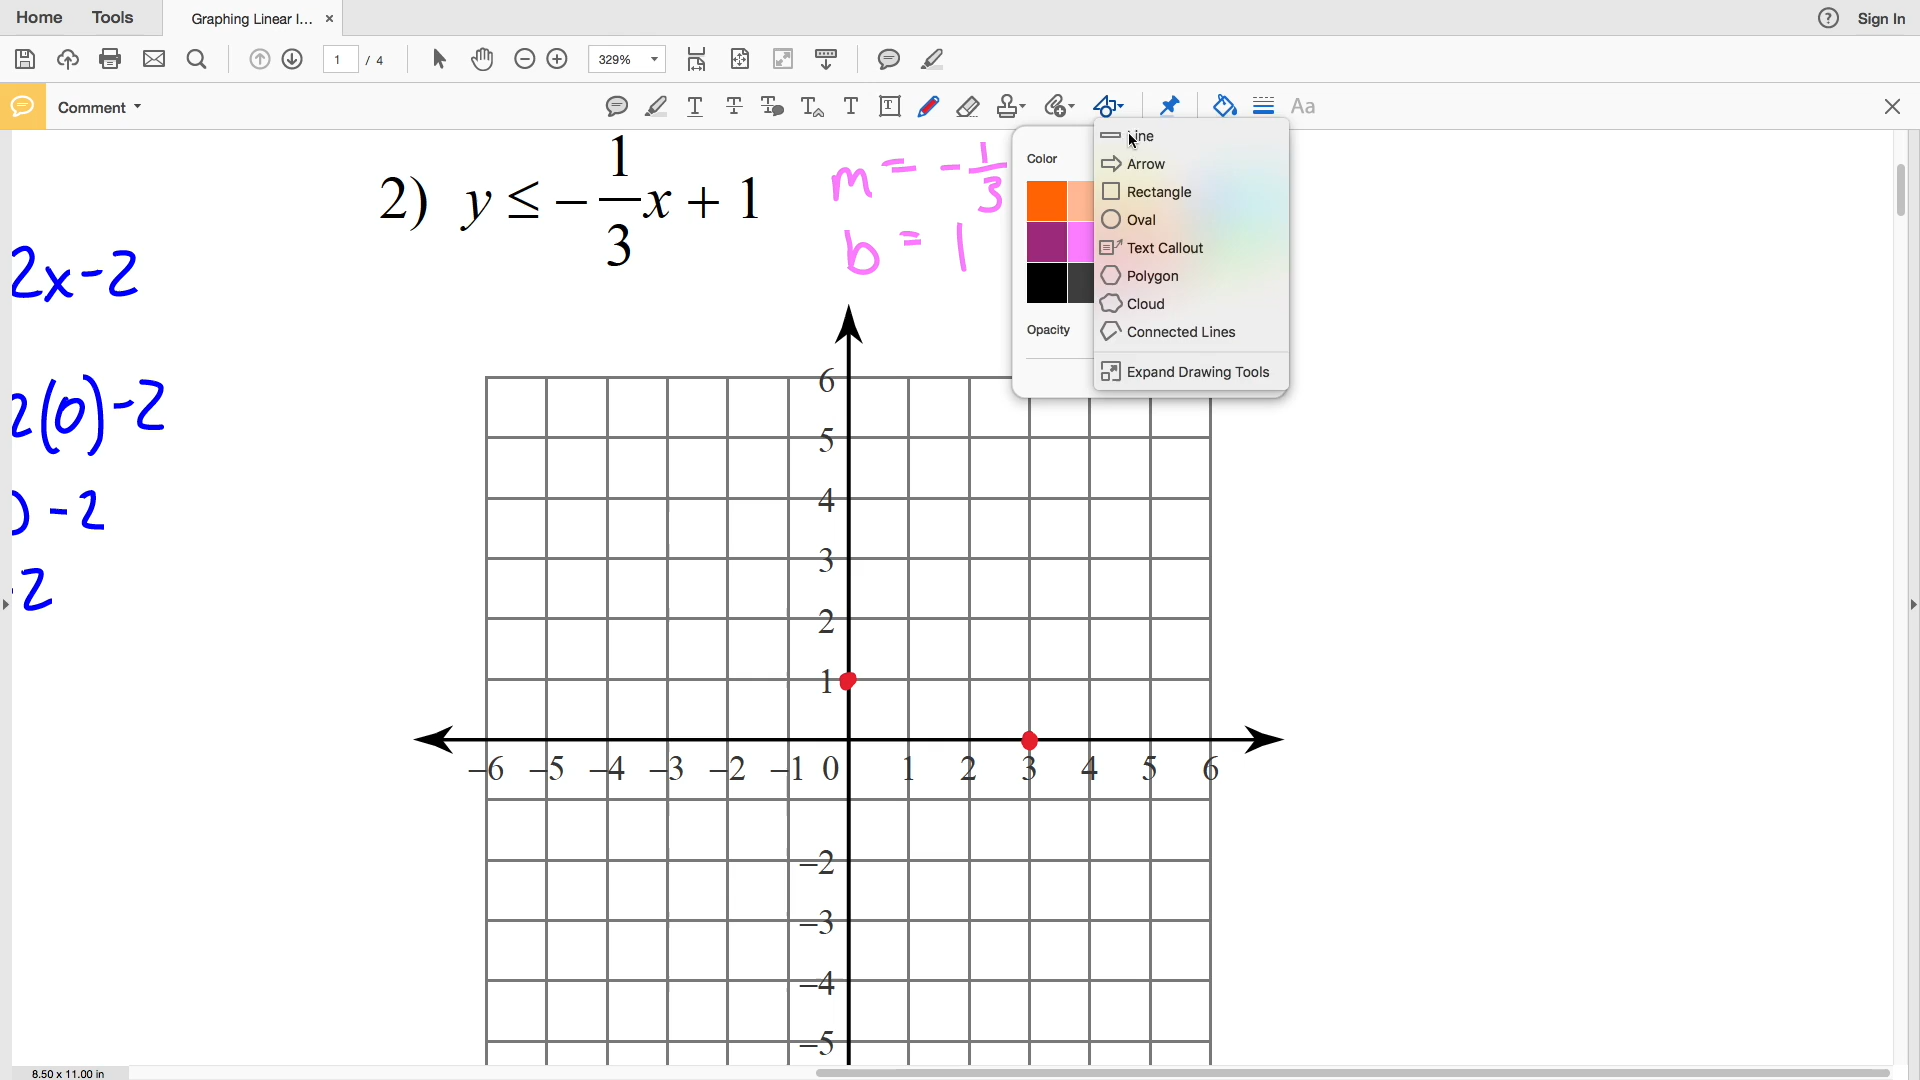 Home Tools Graphing Linear I... × ? Sign In
1 / 4 329%
Comment T T T T T T Aa
Line
Color
Arrow
Rectangle
Oval
Text Callout
Polygon
Cloud
Opacity
Connected Lines
Expand Drawing Tools
2) y ≤ −1/3x + 1
m = -1/3
b = 1
2x-2
2(0)-2
) -2
-2
6
5
4
3
2
1
–6 –5 –4 –3 –2 –1 0 1 2 3 4 5 6
–2
–3
–4
–5
8.50 x 11.00 in